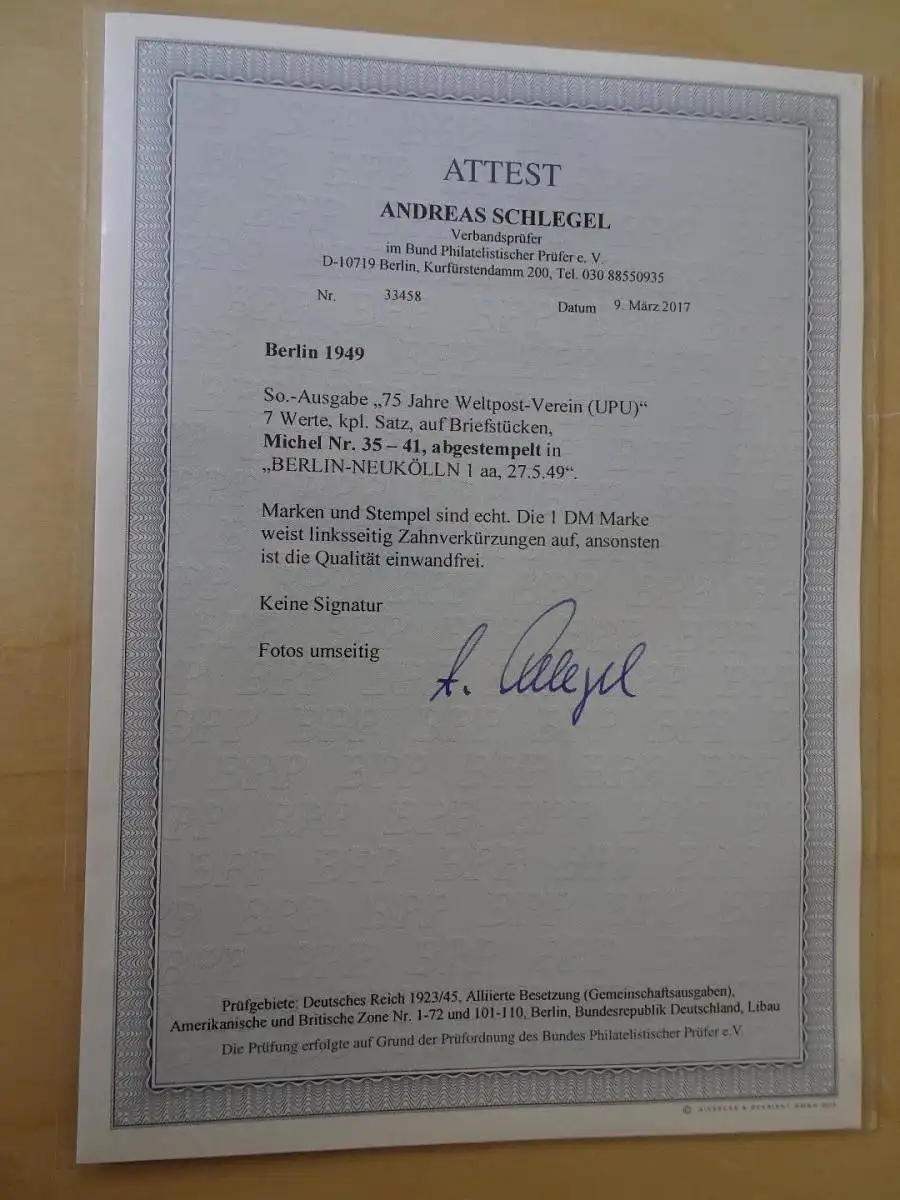 ATTEST
ANDREAS SCHLEGEL
Verbandsprüfer
im Bund Philatelistischer Prüfer e. V.
D-10719 Berlin, Kurfürstendamm 200, Tel. 030 88550935
Nr. 33458 Datum 9. März 2017
Berlin 1949
So.-Ausgabe „75 Jahre Weltpost-Verein (UPU)“
7 Werte, kpl. Satz, auf Briefstücken,
Michel Nr. 35 – 41, abgestempelt in
„BERLIN-NEUKÖLLN 1 aa, 27.5.49“.
Marken und Stempel sind echt. Die 1 DM Marke
weist linksseitig Zahnverkürzungen auf, ansonsten
ist die Qualität einwandfrei.
Keine Signatur
Fotos umseitig
A. Schlegel
Prüfgebiete: Deutsches Reich 1923/45, Alliierte Besetzung (Gemeinschaftsausgaben),
Amerikanische und Britische Zone Nr. 1-72 und 101-110, Berlin, Bundesrepublik Deutschland, Libau
Die Prüfung erfolgte auf Grund der Prüfordnung des Bundes Philatelistischer Prüfer e.V.
© GIESECKE & DEVRIENT GMBH